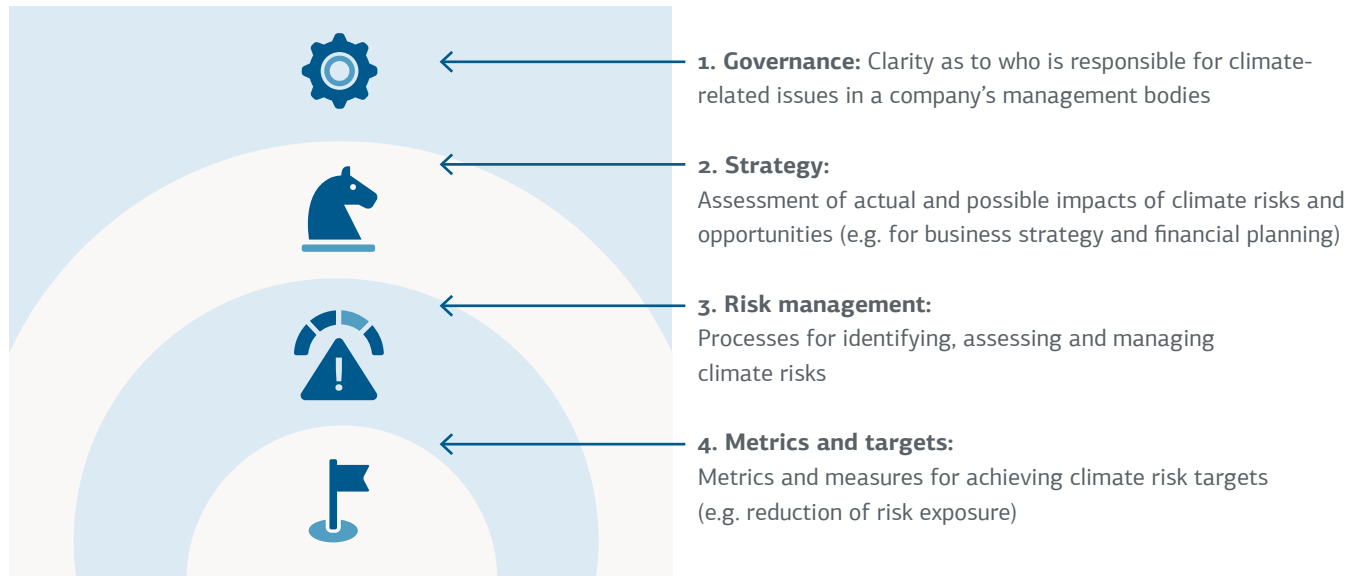 1. Governance: Clarity as to who is responsible for climate-
related issues in a company’s management bodies
2. Strategy:
Assessment of actual and possible impacts of climate risks and
opportunities (e.g. for business strategy and financial planning)
3. Risk management:
Processes for identifying, assessing and managing
climate risks
4. Metrics and targets:
Metrics and measures for achieving climate risk targets
(e.g. reduction of risk exposure)